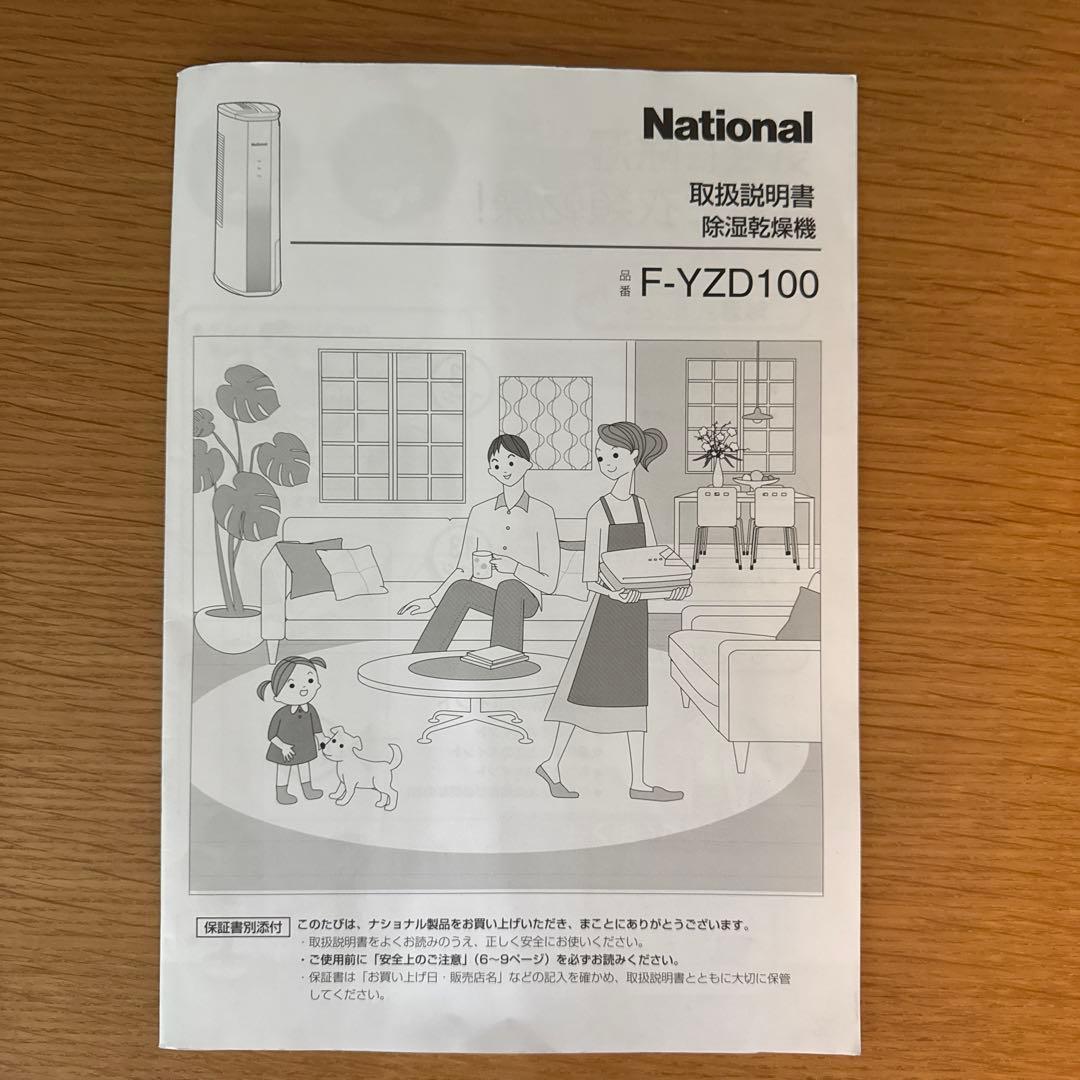 National
取扱説明書
除湿乾燥機
品番 F-YZD100
保証書別添付 このたびは、ナショナル製品をお買い上げいただき、まことにありがとうございます。
・取扱説明書をよくお読みのうえ、正しく安全にお使いください。
・ご使用前に「安全上のご注意」（6～9ページ）を必ずお読みください。
・保証書は「お買い上げ日・販売店名」などの記入を確かめ、取扱説明書とともに大切に保管
してください。